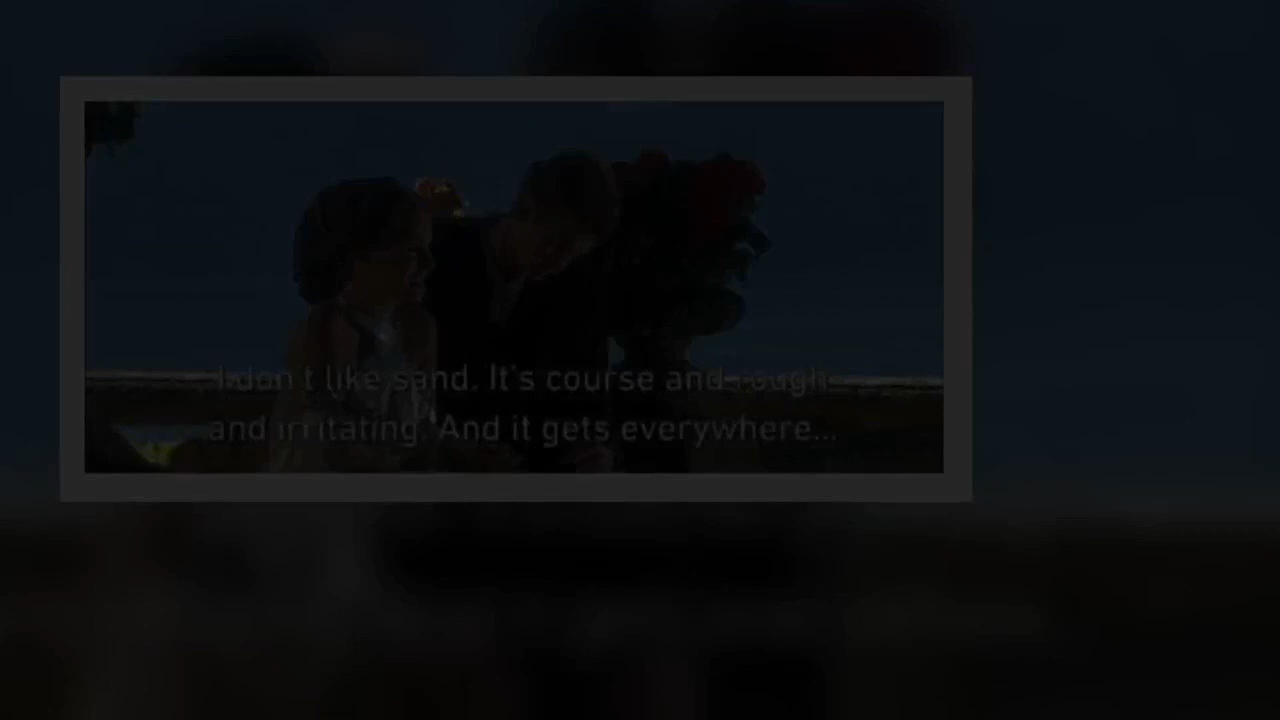 I don't like sand. It's course and rough
and irritating. And it gets everywhere...